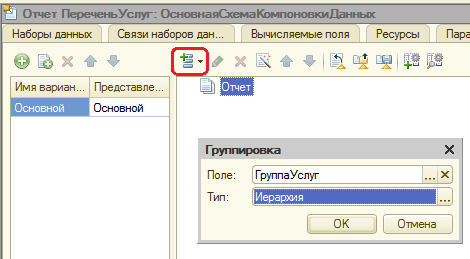 Отчет ПереченьУслуг: ОсновнаяСхемаКомпоновкиДанных
Наборы данных Связи наборов дан... Вычисляемые поля Ресурсы Пара
Имя вариан... Представле...
Основной Основной
Отчет
Группировка
Поле: ГруппаУслуг
Тип: Иерархия
OK Отмена